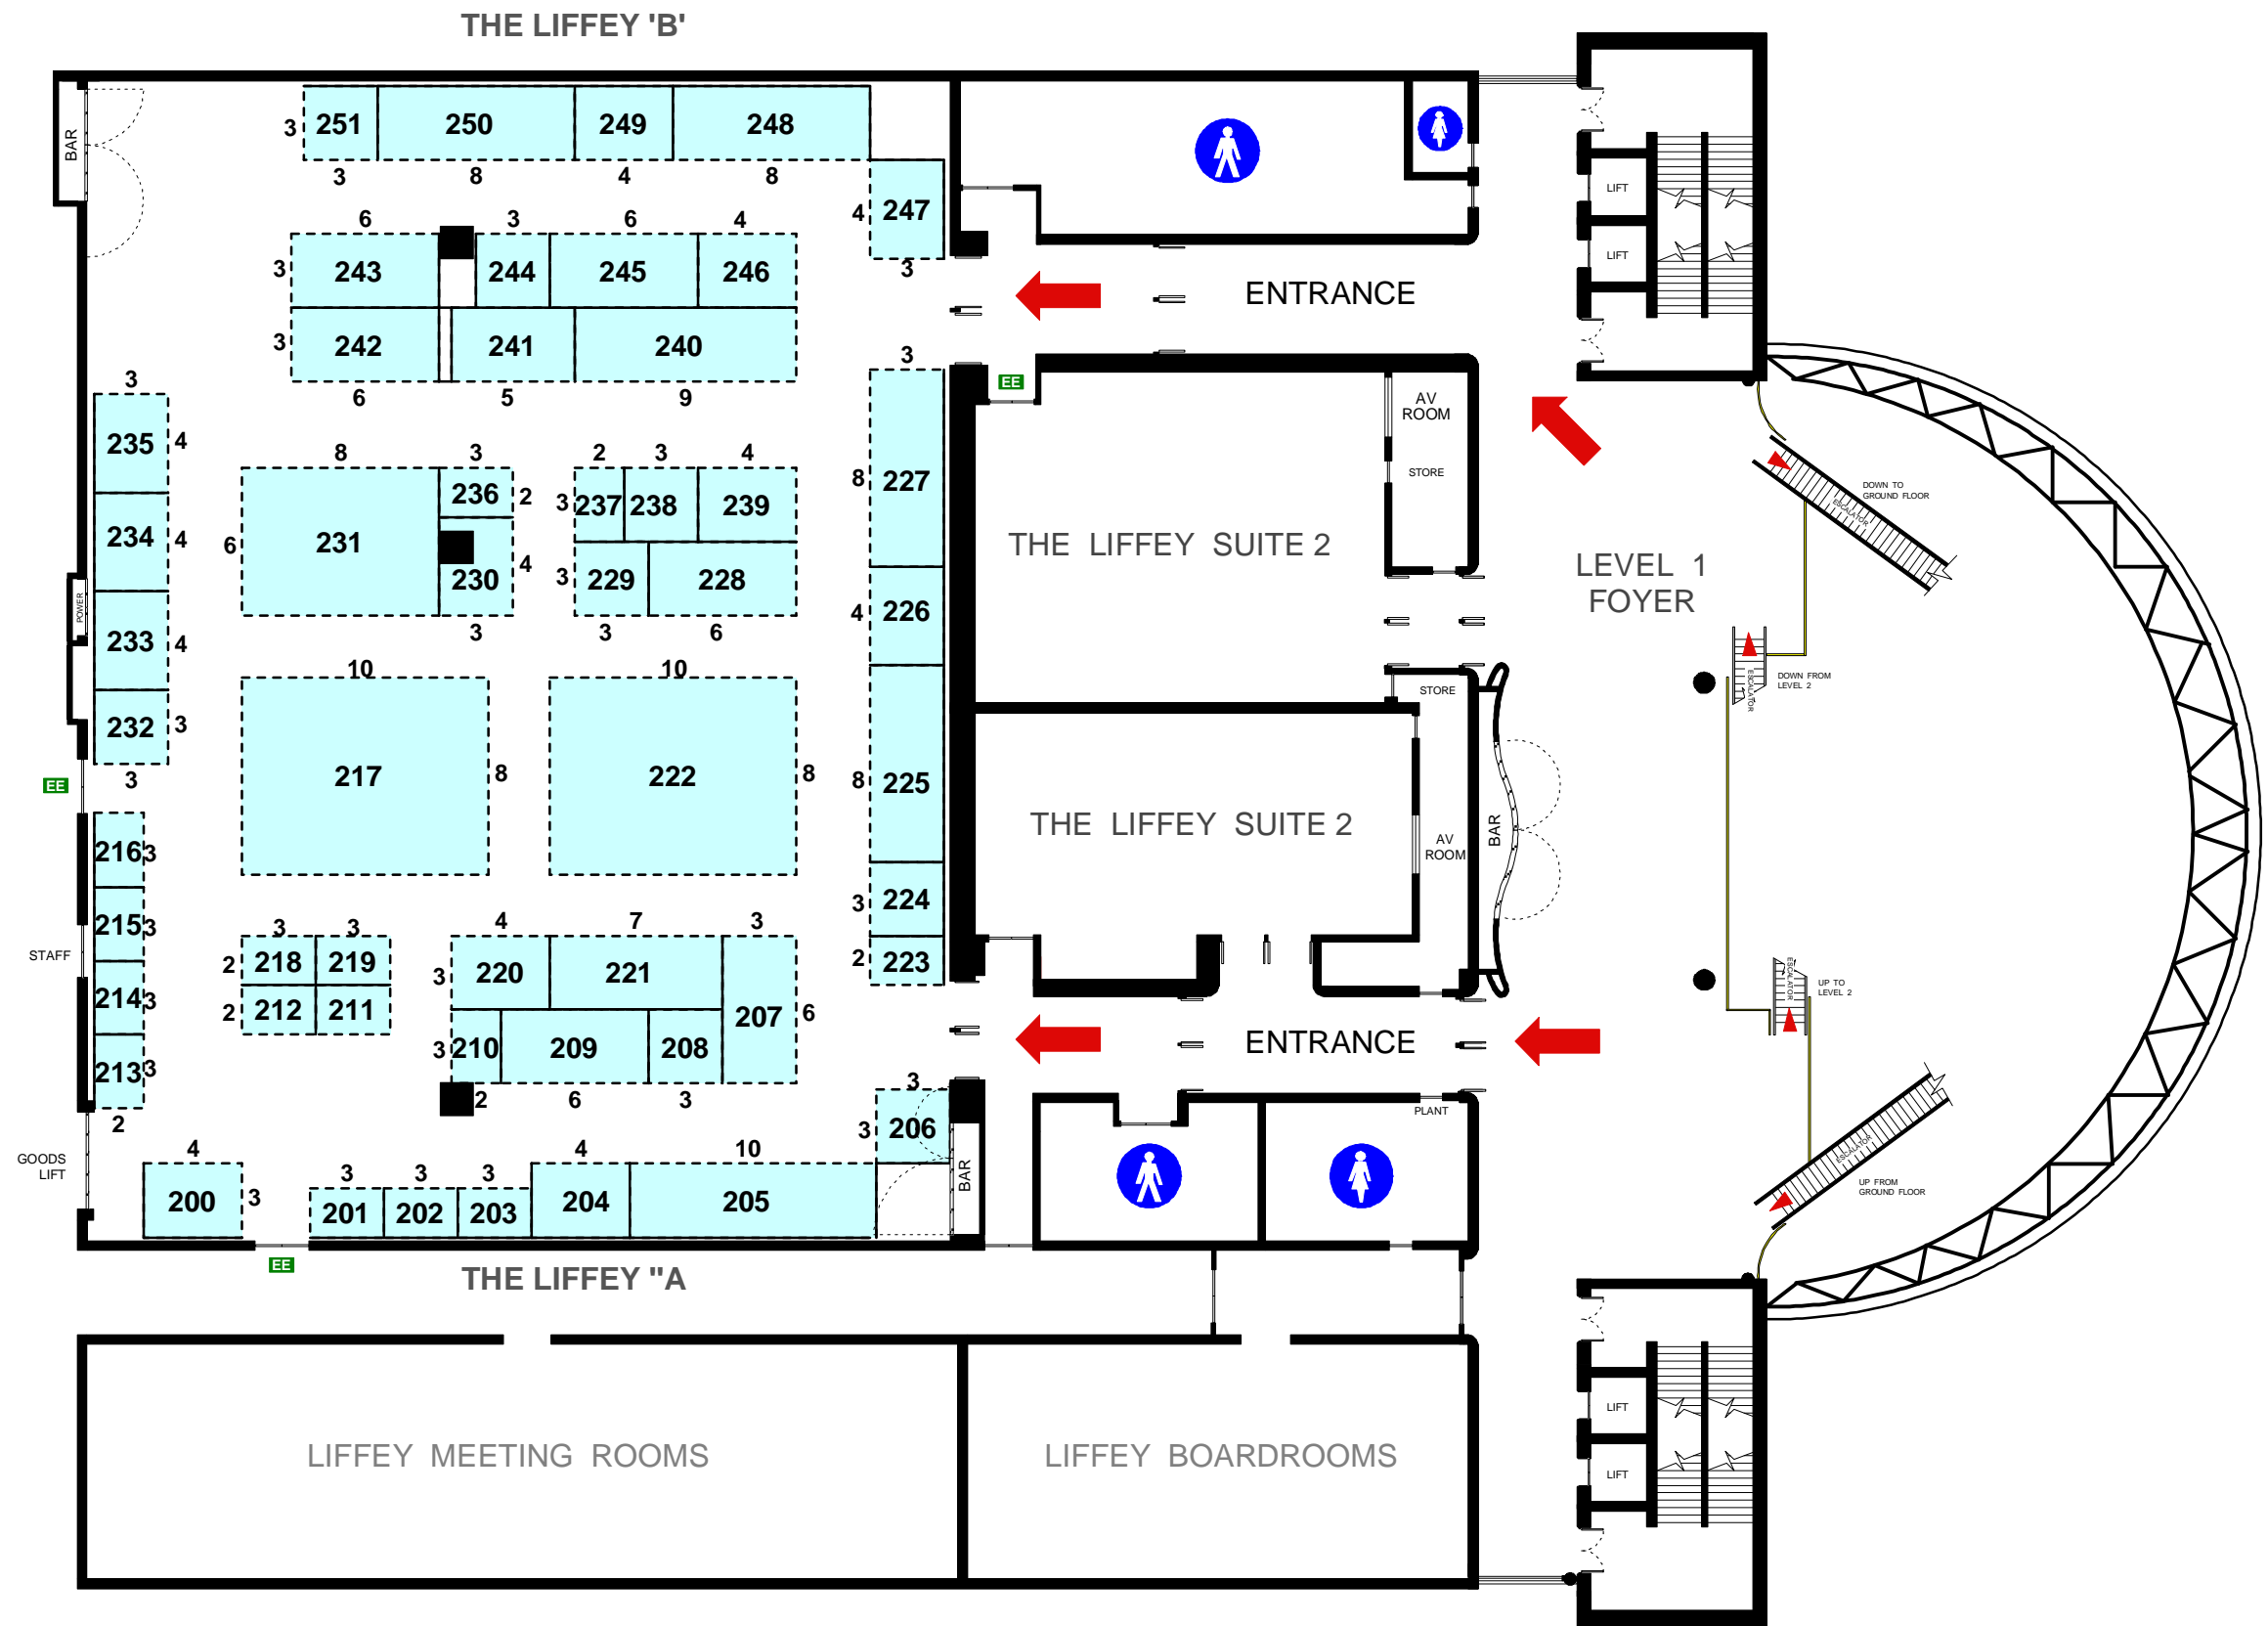 THE LIFFEY 'B'
BAR
3
251
250
249
248
3
8
4
8
4
247
3
6
3
6
4
3
243
244
245
246
3
242
241
240
6
5
9
ENTRANCE
LIFT
LIFT
3
235
4
234
4
233
4
232
3
3
POWER
8
3
6
231
236
2
230
4
3
2
3
4
3
237
238
239
3
229
228
3
6
3
8
227
4
226
8
225
3
224
2
223
EE
AV
ROOM
STORE
THE LIFFEY SUITE 2
LEVEL 1
FOYER
DOWN TO
GROUND FLOOR
ESCALATOR
DOWN FROM
LEVEL 2
ESCALATOR
10
217
8
10
222
8
STORE
THE LIFFEY SUITE 2
AV
ROOM
BAR
EE
216
3
215
3
214
3
213
3
2
STAFF
3
3
2
218
219
2
212
211
4
7
3
3
220
221
207
6
3
210
209
208
2
6
3
ENTRANCE
ESCALATOR
UP TO
LEVEL 2
3
3
206
BAR
PLANT
ESCALATOR
UP FROM
GROUND FLOOR
GOODS
LIFT
4
200
3
3
3
3
4
10
201
202
203
204
205
EE
THE LIFFEY "A
LIFFEY MEETING ROOMS
LIFFEY BOARDROOMS
LIFT
LIFT